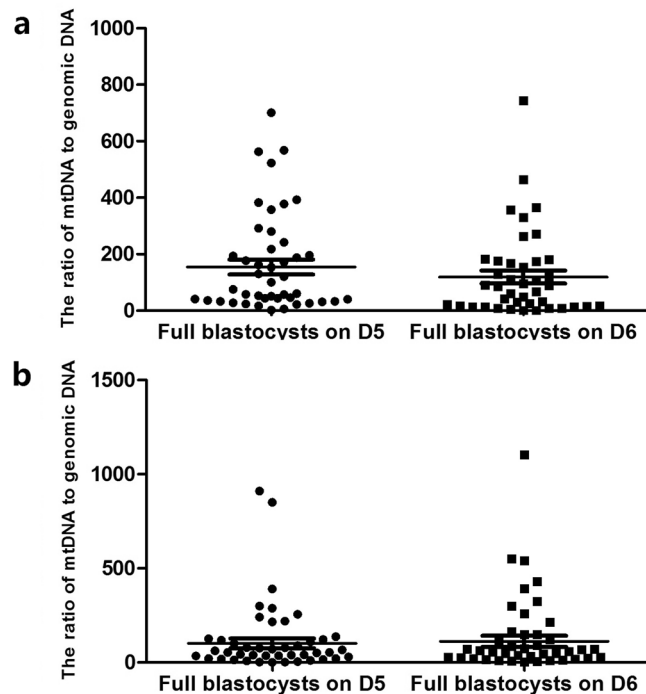 a
The ratio of mtDNA to genomic DNA
1000
800
600
400
200
0
Full blastocysts on D5
Full blastocysts on D6
b
The ratio of mtDNA to genomic DNA
1500
1000
500
0
Full blastocysts on D5
Full blastocysts on D6